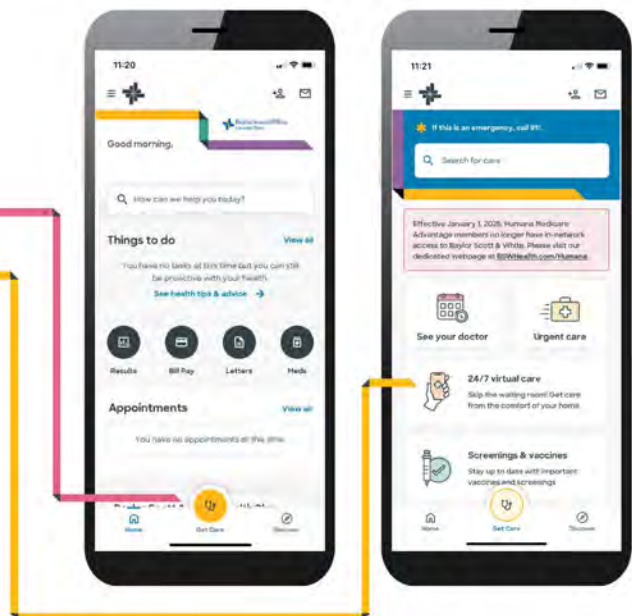 11:20
Good morning.
How can we help you today?
Things to do
View all
You have no tasks at this time but you can still
be proactive with your health.
See health tips & advice →
Results
Bill Pay
Letters
Meds
Appointments
View all
You have no appointments at this time
Home
Get Care
Discover
11:21
If this is an emergency, call 911.
Search for care
Effective January 1, 2025, Humana Medicare
Advantage members no longer have in-network
access to Baylor Scott & White. Please visit our
dedicated webpage at BSWHealth.com/Humana.
See your doctor
Urgent care
24/7 virtual care
Skip the waiting room! Get care
from the comfort of your home.
Screenings & vaccines
Stay up to date with important
vaccines and screenings
Home
Get Care
Discover